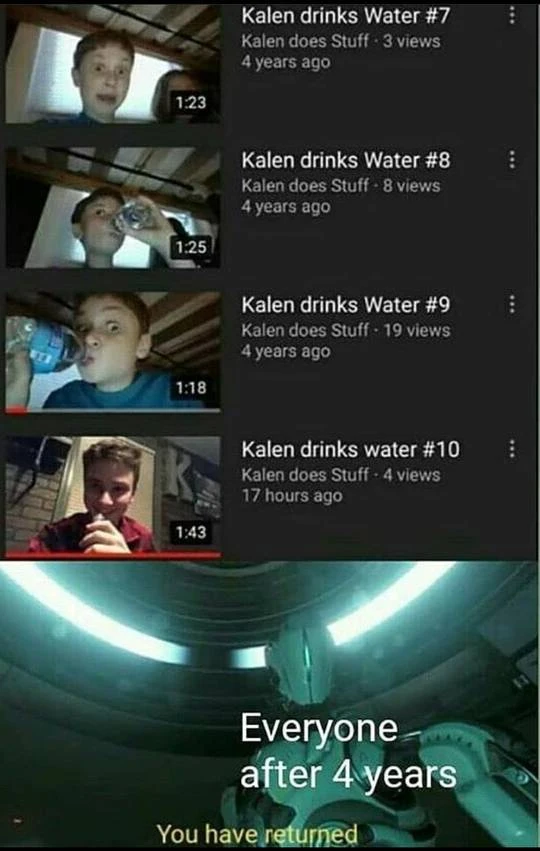 Kalen drinks Water #7
Kalen does Stuff · 3 views
4 years ago
1:23
Kalen drinks Water #8
Kalen does Stuff · 8 views
4 years ago
1:25
Kalen drinks Water #9
Kalen does Stuff · 19 views
4 years ago
1:18
Kalen drinks water #10
Kalen does Stuff · 4 views
17 hours ago
K
1:43
Everyone
after 4 years
You have returned